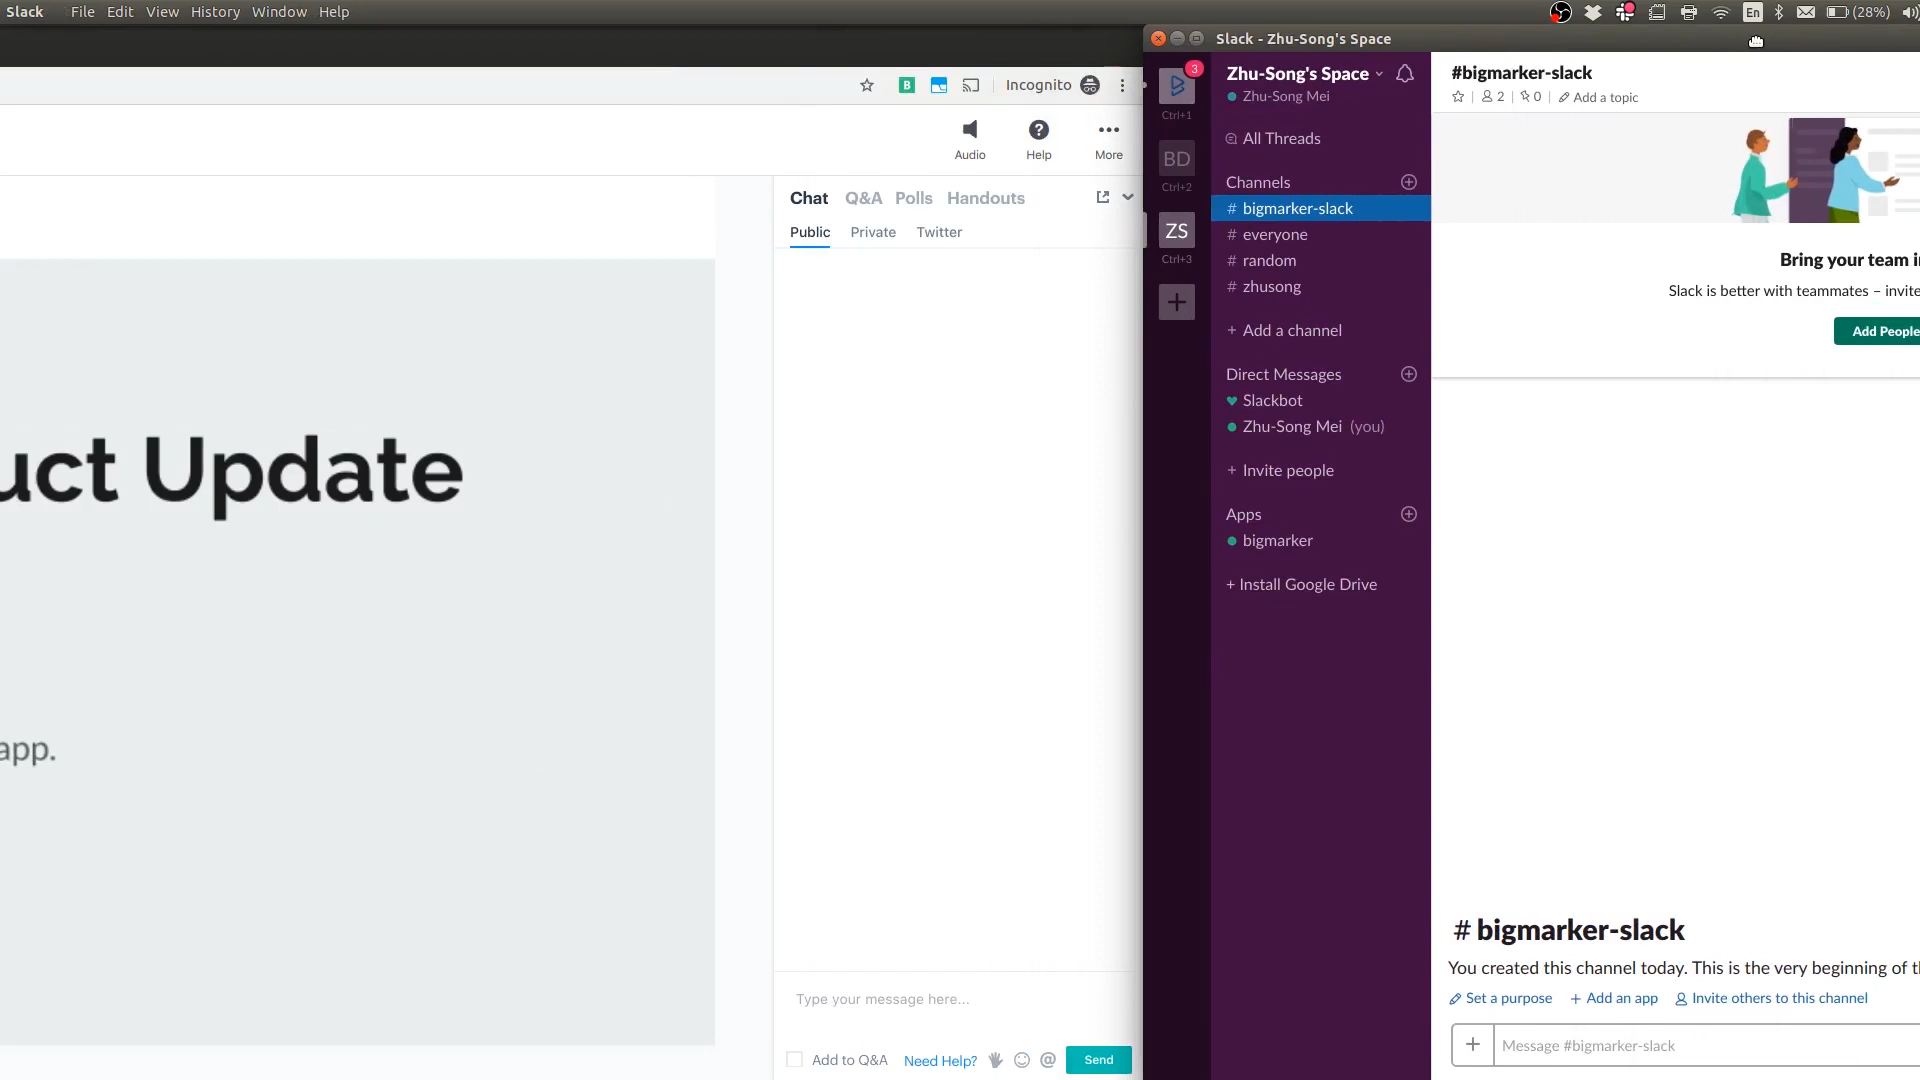 Slack File Edit View History Window Help
En (28%)
Slack - Zhu-Song's Space
Incognito
Audio Help More
Chat Q&A Polls Handouts
Public Private Twitter
uct Update
app.
Type your message here...
Add to Q&A Need Help? @ Send
3
Ctrl+1
BD
Ctrl+2
ZS
Ctrl+3
Zhu-Song's Space
Zhu-Song Mei
All Threads
Channels
# bigmarker-slack
# everyone
# random
# zhusong
+ Add a channel
Direct Messages
Slackbot
Zhu-Song Mei (you)
+ Invite people
Apps
bigmarker
+ Install Google Drive
#bigmarker-slack
2 | 0 | Add a topic
Bring your team i
Slack is better with teammates – invite
Add People
# bigmarker-slack
You created this channel today. This is the very beginning of t
Set a purpose + Add an app Invite others to this channel
+ Message #bigmarker-slack